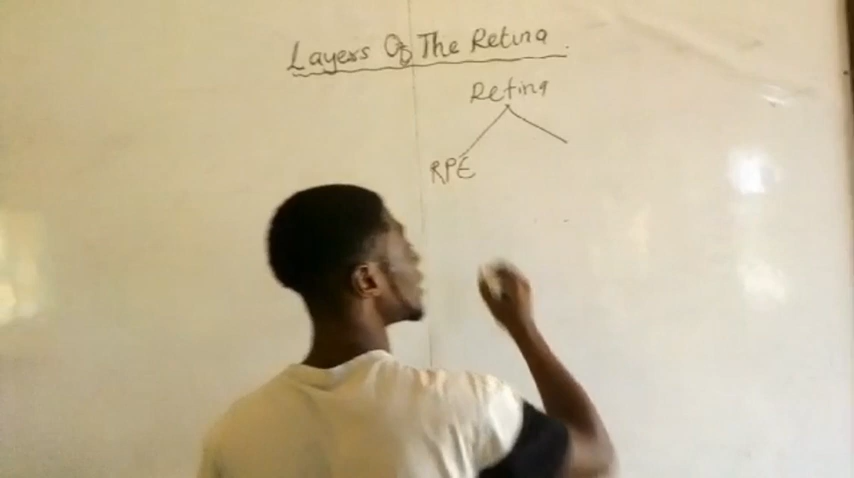 Layers Of The Retina
Retina
RPE